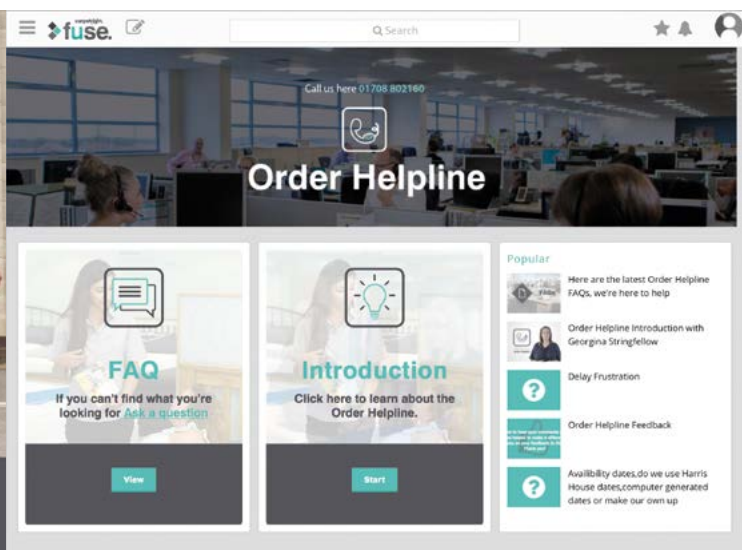 carpetright.
fuse.
Search
Call us here 01708 802160
Order Helpline
FAQ
If you can't find what you're
looking for Ask a question
View
Introduction
Click here to learn about the
Order Helpline.
Start
Popular
Here are the latest Order Helpline
FAQs, we're here to help
Order Helpline Introduction with
Georgina Stringfellow
?
Delay Frustration
Order Helpline Feedback
?
Availibility dates,do we use Harris
House dates,computer generated
dates or make our own up